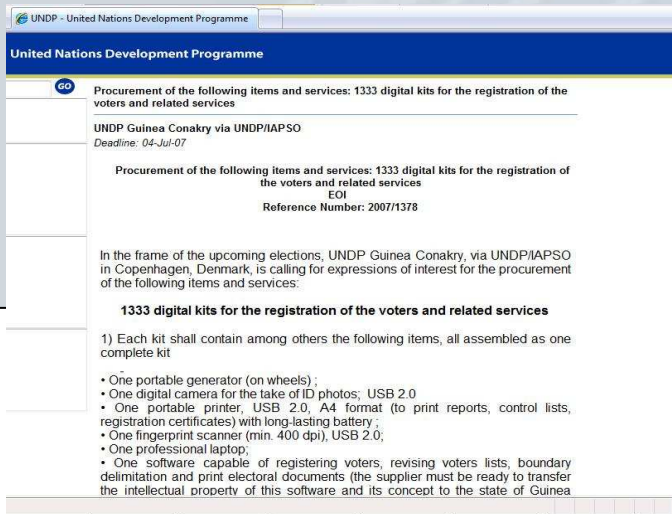 UNDP - United Nations Development Programme
United Nations Development Programme
GO
Procurement of the following items and services: 1333 digital kits for the registration of the
voters and related services
UNDP Guinea Conakry via UNDP/IAPSO
Deadline: 04-Jul-07
Procurement of the following items and services: 1333 digital kits for the registration of
the voters and related services
EOI
Reference Number: 2007/1378
In the frame of the upcoming elections, UNDP Guinea Conakry, via UNDP/IAPSO
in Copenhagen, Denmark, is calling for expressions of interest for the procurement
of the following items and services:
1333 digital kits for the registration of the voters and related services
1) Each kit shall contain among others the following items, all assembled as one
complete kit
• One portable generator (on wheels) ;
• One digital camera for the take of ID photos; USB 2.0
• One portable printer, USB 2.0, A4 format (to print reports, control lists,
registration certificates) with long-lasting battery ;
• One fingerprint scanner (min. 400 dpi), USB 2.0;
• One professional laptop;
• One software capable of registering voters, revising voters lists, boundary
delimitation and print electoral documents (the supplier must be ready to transfer
the intellectual property of this software and its concept to the state of Guinea